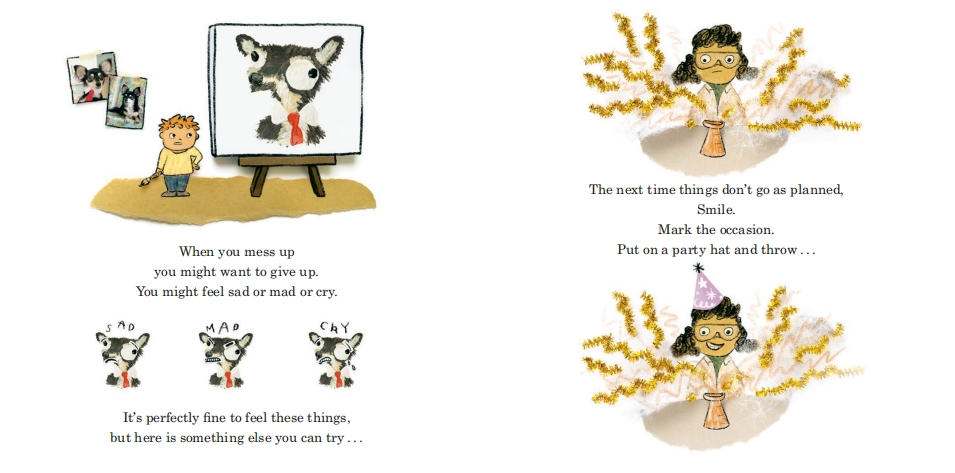 When you mess up
you might want to give up.
You might feel sad or mad or cry.
SAD
MAD
CRY
It's perfectly fine to feel these things,
but here is something else you can try...
The next time things don't go as planned,
Smile.
Mark the occasion.
Put on a party hat and throw...